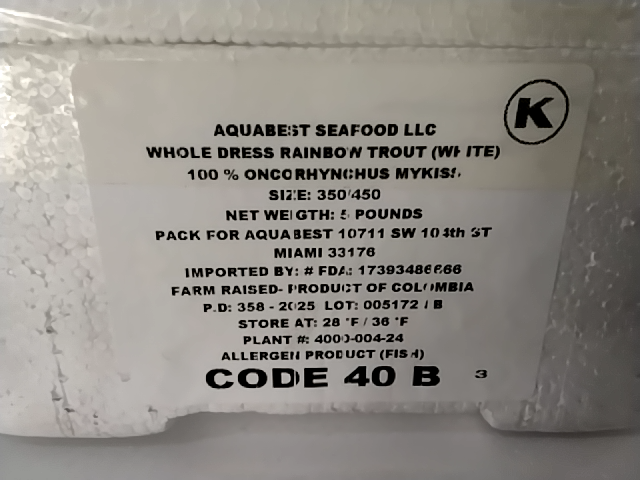 K
AQUABEST SEAFOOD LLC
WHOLE DRESS RAINBOW TROUT (WHITE)
100 % ONCORHYNCHUS MYKISS.
SIZE: 350/450
NET WEIGTH: 5 POUNDS
PACK FOR AQUABEST 10711 SW 108th ST
MIAMI 33176
IMPORTED BY: # FDA:
FARM RAISED- PRODUCT OF COLOMBIA
P.D: 358 - 2025 LOT: 005172 / B
STORE AT: 28 °F / 36 °F
PLANT #: 4000-004-24
ALLERGEN PRODUCT (FISH)
CODE 40 B 3